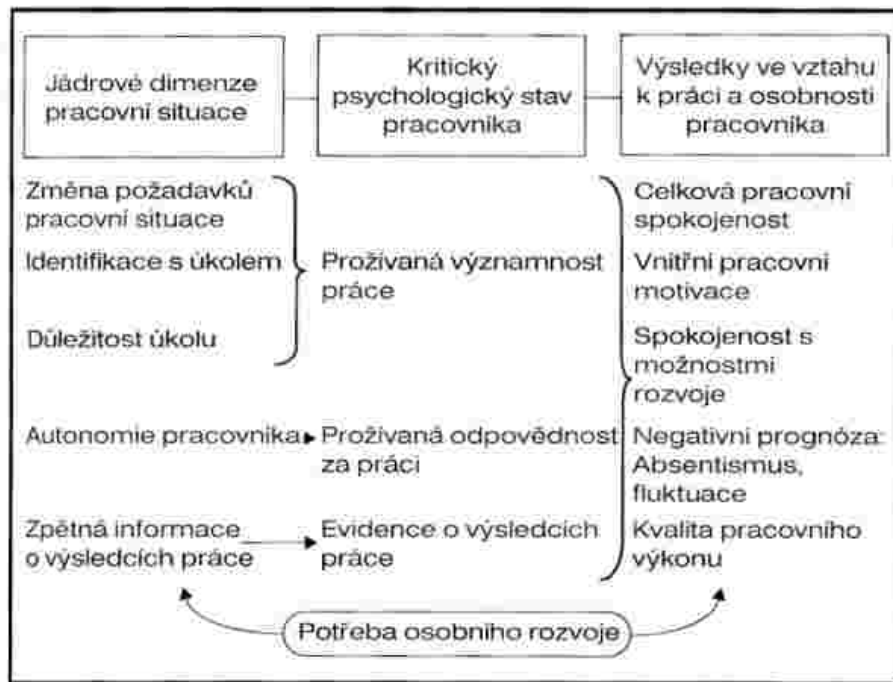 Jádrové dimenze
pracovní situace
Kritický
psychologický stav
pracovníka
Výsledky ve vztahu
k práci a osobnosti
pracovníka
Změna požadavků
pracovní situace
Identifikace s úkolem
Důležitost úkolu
Autonomie pracovníka
Zpětná informace
o výsledcích práce
Prožívaná významnost
práce
Prožívaná odpovědnost
za práci
Evidence o výsledcích
práce
Celková pracovní
spokojenost
Vnitřní pracovní
motivace
Spokojenost s
možnostmi
rozvoje
Negativní prognóza:
Absentismus,
fluktuace
Kvalita pracovního
výkonu
Potřeba osobního rozvoje